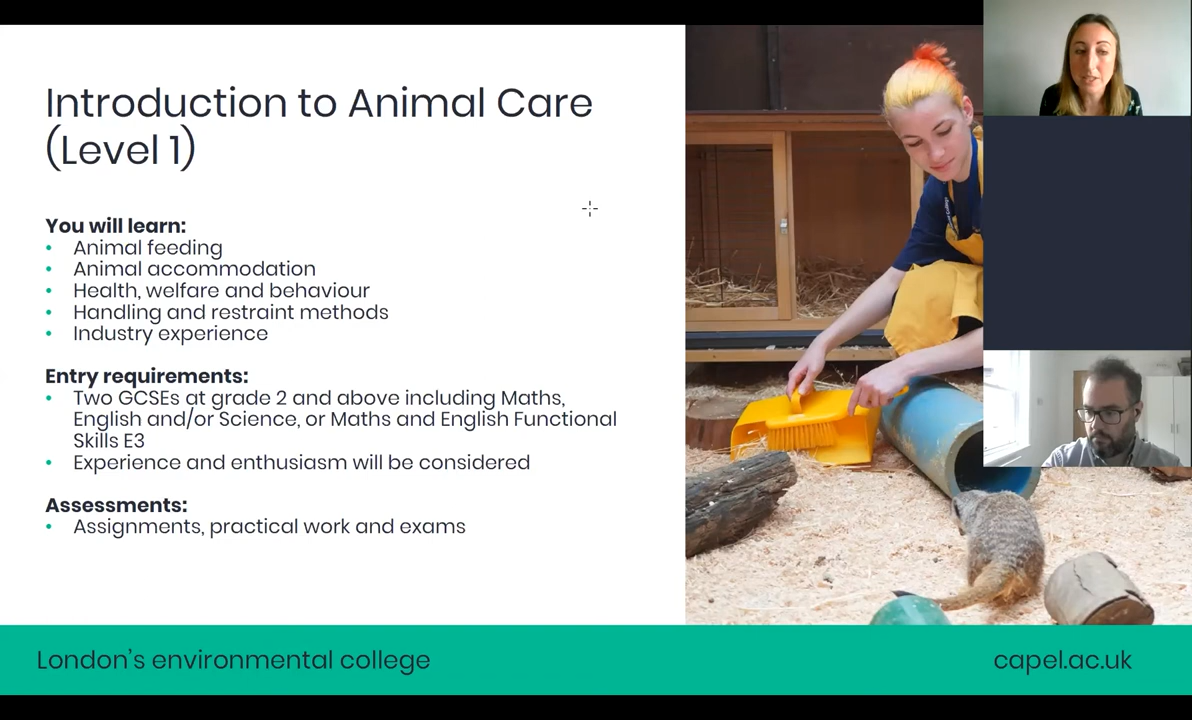 Introduction to Animal Care
(Level 1)
You will learn:
• Animal feeding
• Animal accommodation
• Health, welfare and behaviour
• Handling and restraint methods
• Industry experience
Entry requirements:
• Two GCSEs at grade 2 and above including Maths,
English and/or Science, or Maths and English Functional
Skills E3
• Experience and enthusiasm will be considered
Assessments:
• Assignments, practical work and exams
London's environmental college
capel.ac.uk